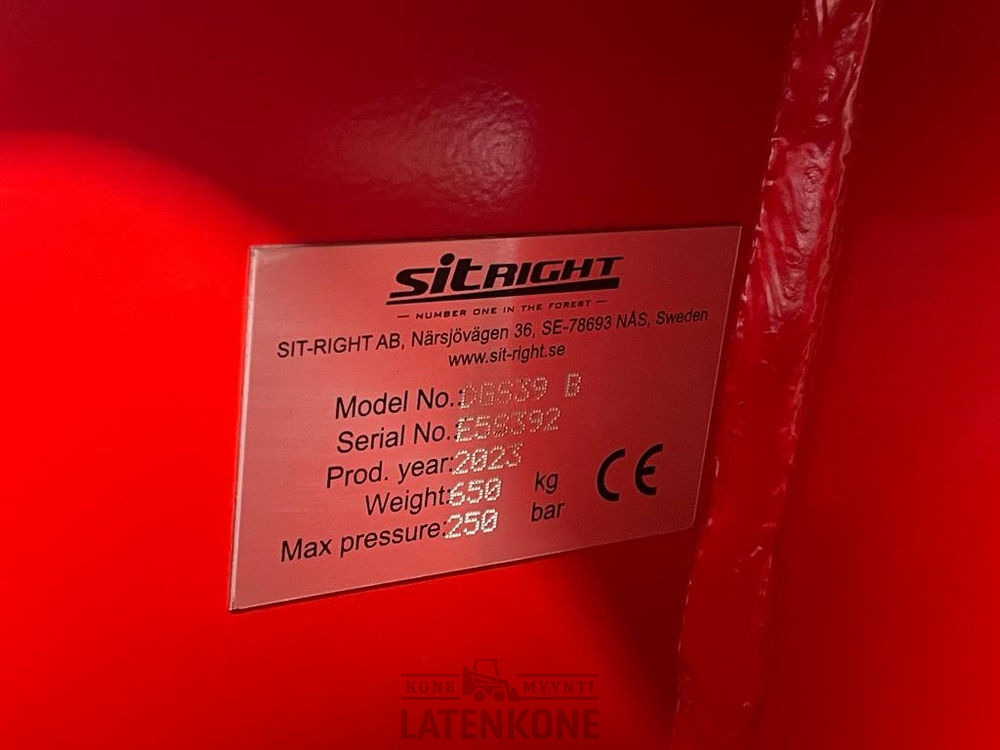 SitRIGHT
— NUMBER ONE IN THE FOREST —
SIT-RIGHT AB, Närsjövägen 36, SE-78693 NÅS, Sweden
www.sit-right.se
Model No.: DGS39 B
Serial No.: E58392
Prod. year: 2023
Weight: 650 kg
Max pressure: 250 bar
CE
KONE MYYNTI
LATENKONE